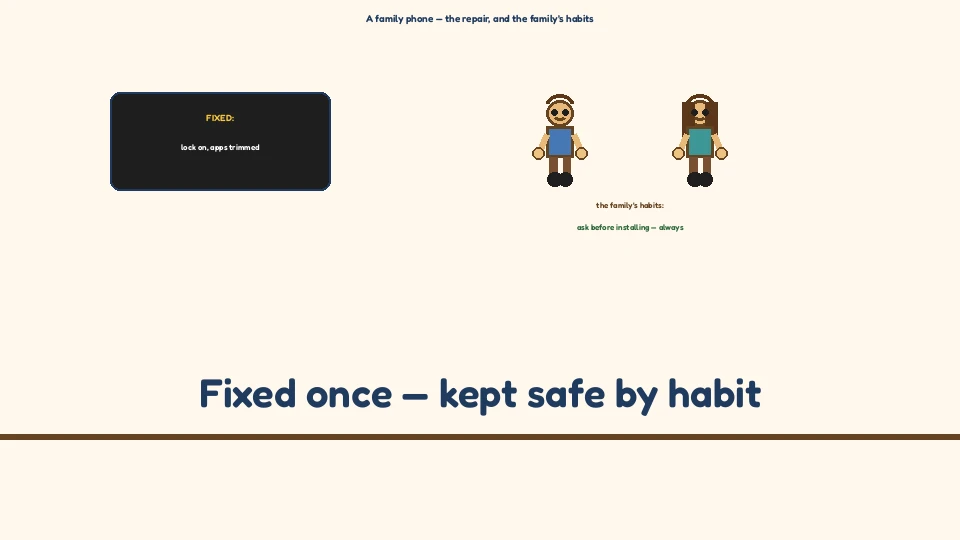 A family phone — the repair, and the family's habits
FIXED:
lock on, apps trimmed
the family's habits:
ask before installing — always
Fixed once — kept safe by habit